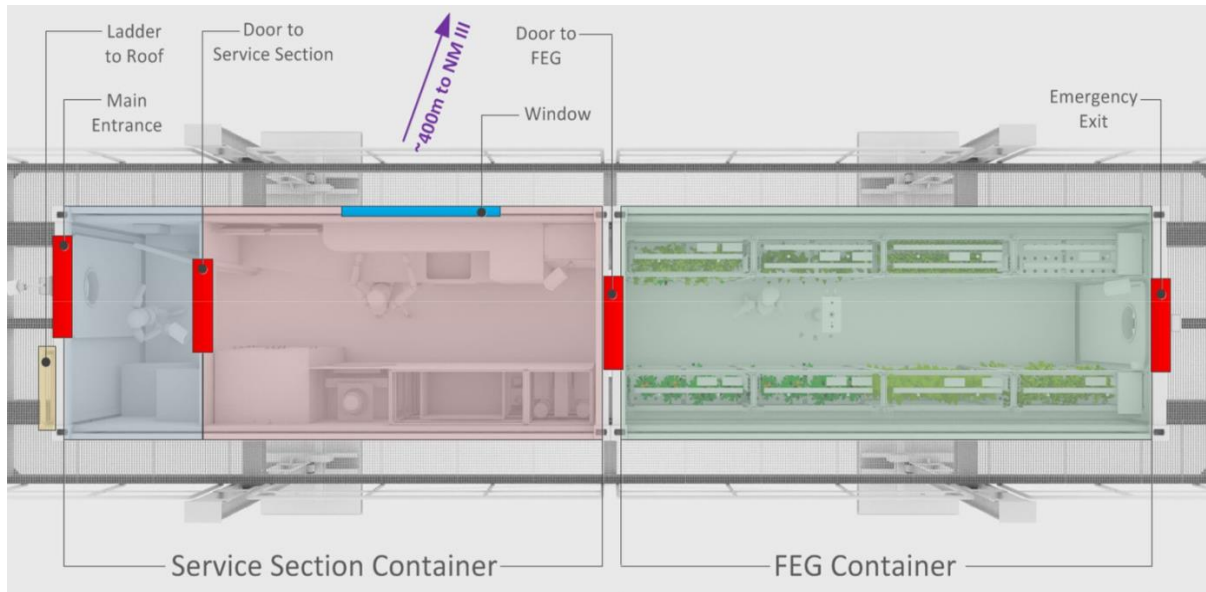 Ladder
to Roof
Door to
Service Section
~400m to NM III
Door to
FEG
Main
Entrance
Window
Emergency
Exit
Service Section Container
FEG Container